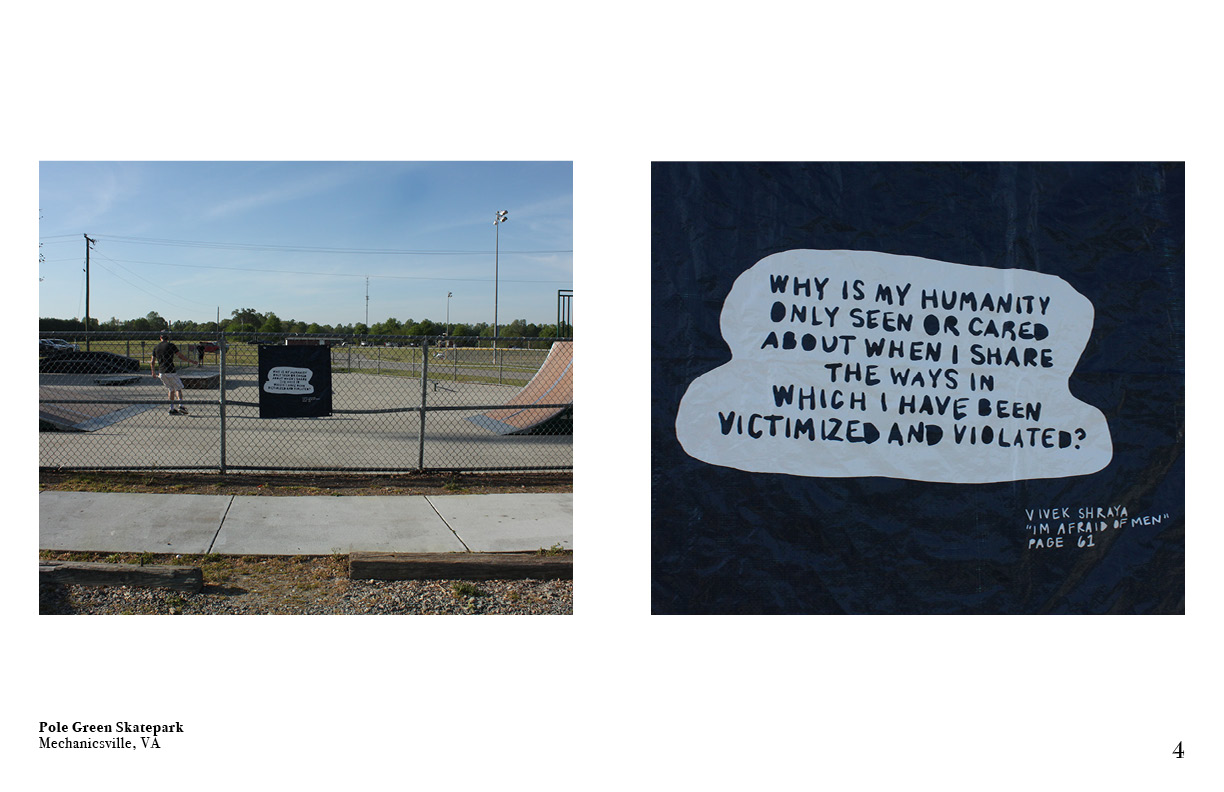 WHY IS MY HUMANITY
ONLY SEEN OR CARED
ABOUT WHEN I SHARE
THE WAYS IN
WHICH I HAVE BEEN
VICTIMIZED AND VIOLATED?
VIVEK SHRAYA
"IM AFRAID OF MEN"
PAGE 61
Pole Green Skatepark
Mechanicsville, VA
4